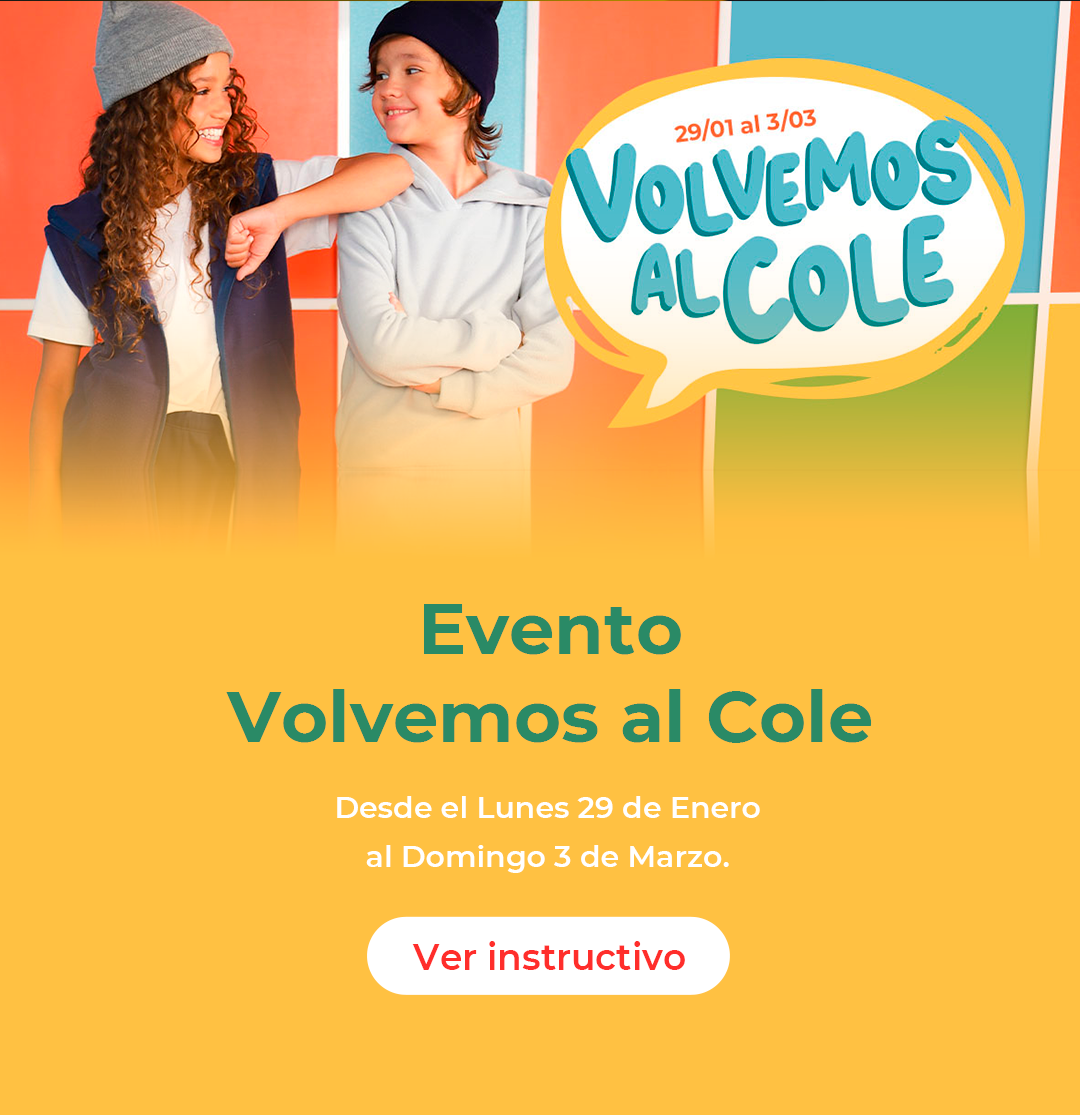 29/01 al 3/03
VOLVEMOS
AL COLE
Evento
Volvemos al Cole
Desde el Lunes 29 de Enero
al Domingo 3 de Marzo.
Ver instructivo